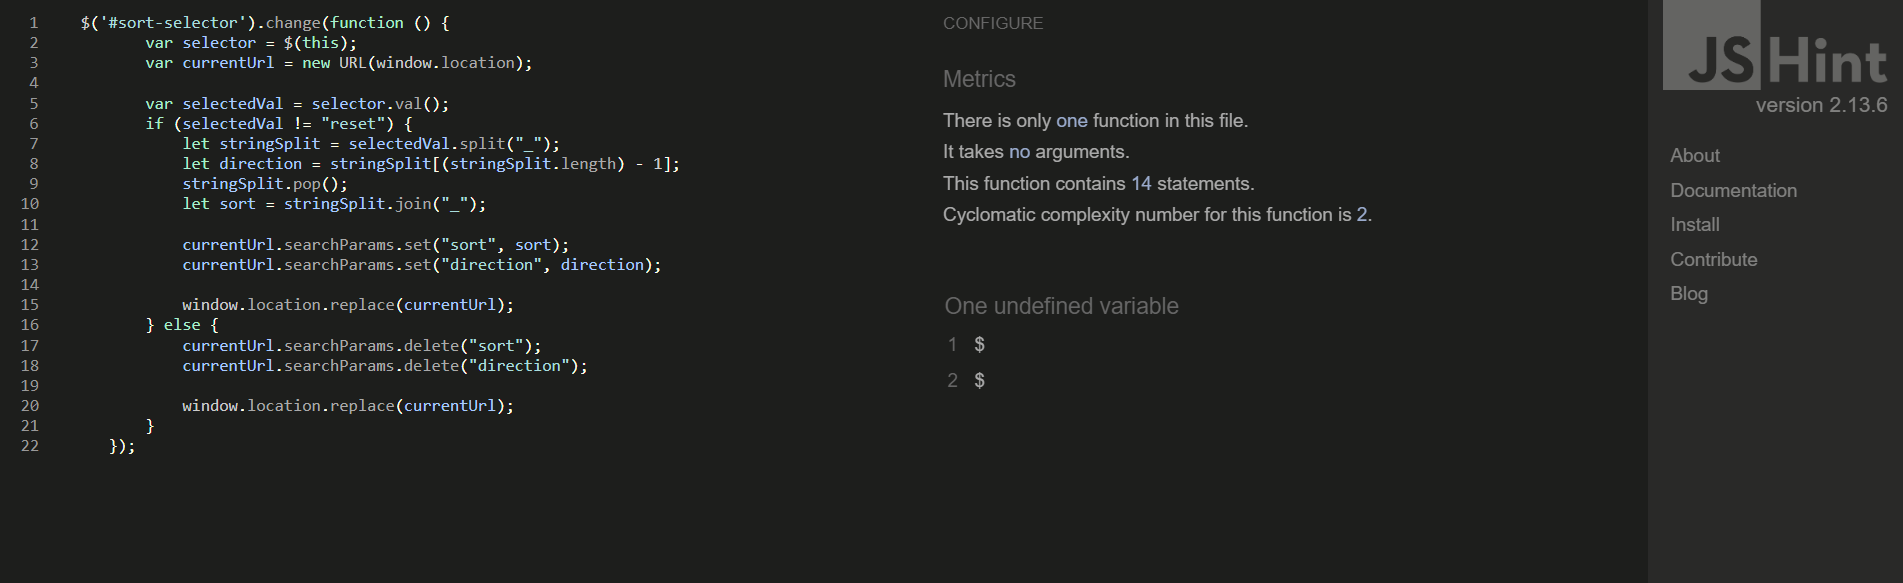 1 $('#sort-selector').change(function () {
2 var selector = $(this);
3 var currentUrl = new URL(window.location);
4
5 var selectedVal = selector.val();
6 if (selectedVal != "reset") {
7 let stringSplit = selectedVal.split("_");
8 let direction = stringSplit[(stringSplit.length) - 1];
9 stringSplit.pop();
10 let sort = stringSplit.join("_");
11
12 currentUrl.searchParams.set("sort", sort);
13 currentUrl.searchParams.set("direction", direction);
14
15 window.location.replace(currentUrl);
16 } else {
17 currentUrl.searchParams.delete("sort");
18 currentUrl.searchParams.delete("direction");
19
20 window.location.replace(currentUrl);
21 }
22 });
CONFIGURE
Metrics
There is only one function in this file.
It takes no arguments.
This function contains 14 statements.
Cyclomatic complexity number for this function is 2.
One undefined variable
1 $
2 $
JSHint
version 2.13.6
About
Documentation
Install
Contribute
Blog